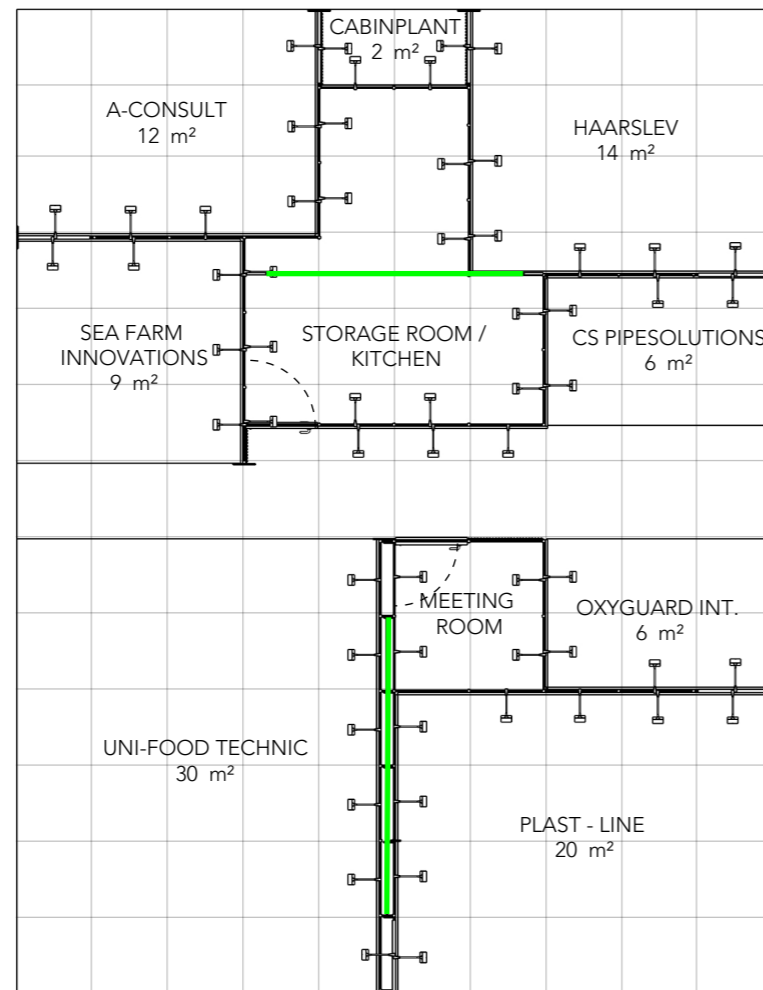 CABINPLANT
2 m²
A-CONSULT
12 m²
HAARSLEV
14 m²
SEA FARM
INNOVATIONS
9 m²
STORAGE ROOM /
KITCHEN
CS PIPESOLUTIONS
6 m²
MEETING
ROOM
OXYGUARD INT.
6 m²
UNI-FOOD TECHNIC
30 m²
PLAST - LINE
20 m²